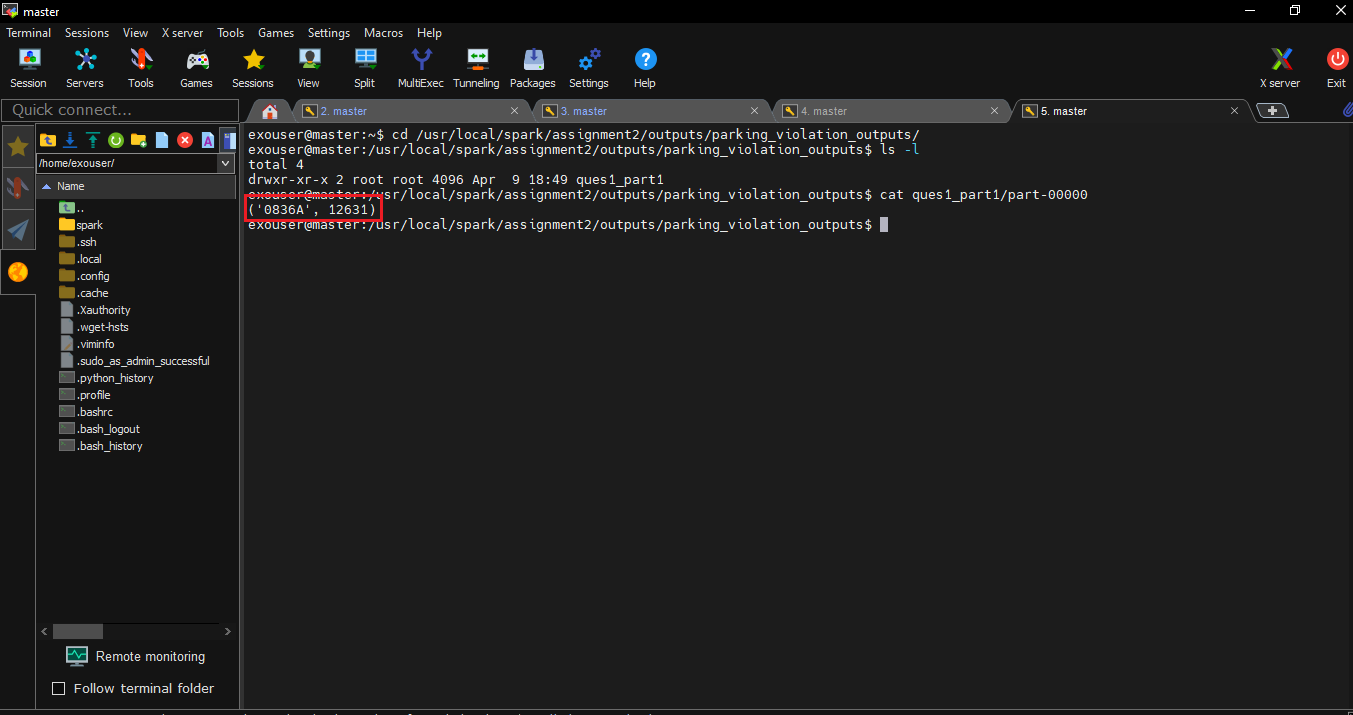 master
Terminal Sessions View X server Tools Games Settings Macros Help
Session Servers Tools Games Sessions View Split MultiExec Tunneling Packages Settings Help X server Exit
Quick connect...
2. master
3. master
4. master
5. master
/home/exouser/
Name
..
spark
.ssh
.local
.config
.cache
.Xauthority
.wget-hsts
.viminfo
.sudo_as_admin_successful
.python_history
.profile
.bashrc
.bash_logout
.bash_history
Remote monitoring
Follow terminal folder
exouser@master:~$ cd /usr/local/spark/assignment2/outputs/parking_violation_outputs/
exouser@master:/usr/local/spark/assignment2/outputs/parking_violation_outputs$ ls -l
total 4
drwxr-xr-x 2 root root 4096 Apr  9 18:49 ques1_part1
exouser@master:/usr/local/spark/assignment2/outputs/parking_violation_outputs$ cat ques1_part1/part-00000
('0836A', 12631)
exouser@master:/usr/local/spark/assignment2/outputs/parking_violation_outputs$